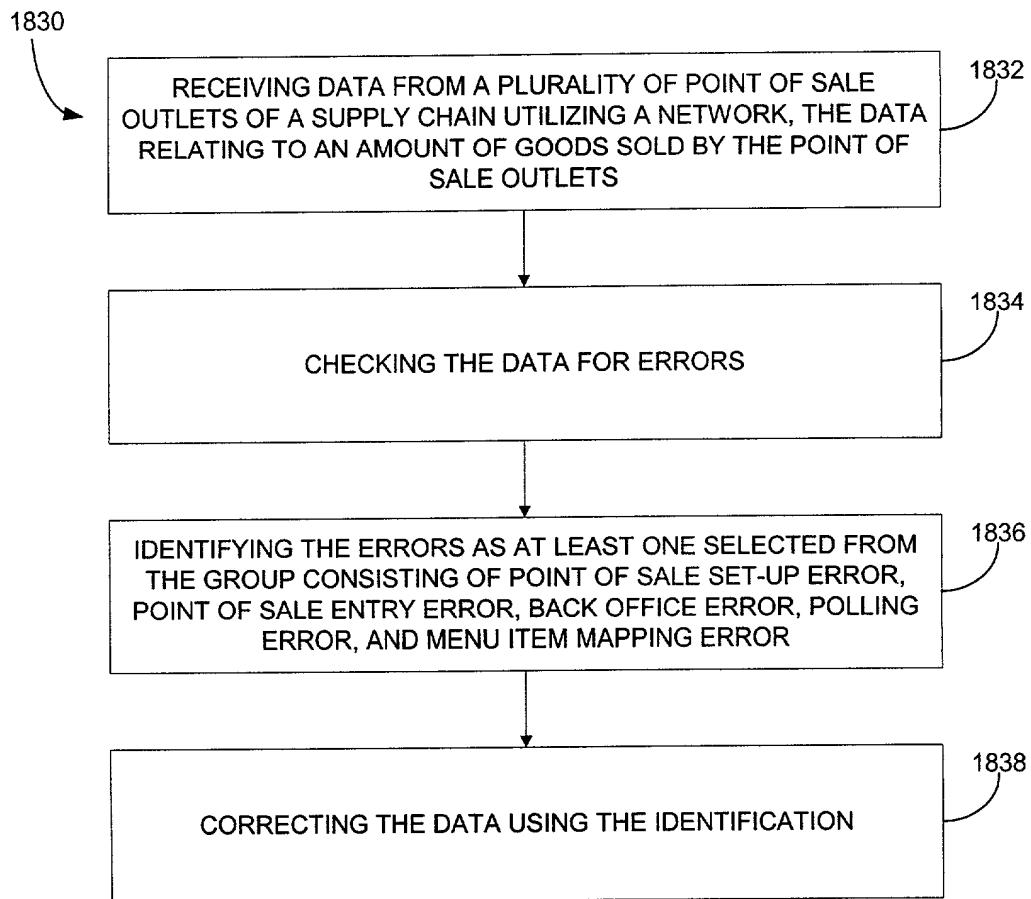 1830
RECEIVING DATA FROM A PLURALITY OF POINT OF SALE
OUTLETS OF A SUPPLY CHAIN UTILIZING A NETWORK, THE DATA
RELATING TO AN AMOUNT OF GOODS SOLD BY THE POINT OF
SALE OUTLETS
1832
CHECKING THE DATA FOR ERRORS
1834
IDENTIFYING THE ERRORS AS AT LEAST ONE SELECTED FROM
THE GROUP CONSISTING OF POINT OF SALE SET-UP ERROR,
POINT OF SALE ENTRY ERROR, BACK OFFICE ERROR, POLLING
ERROR, AND MENU ITEM MAPPING ERROR
1836
CORRECTING THE DATA USING THE IDENTIFICATION
1838